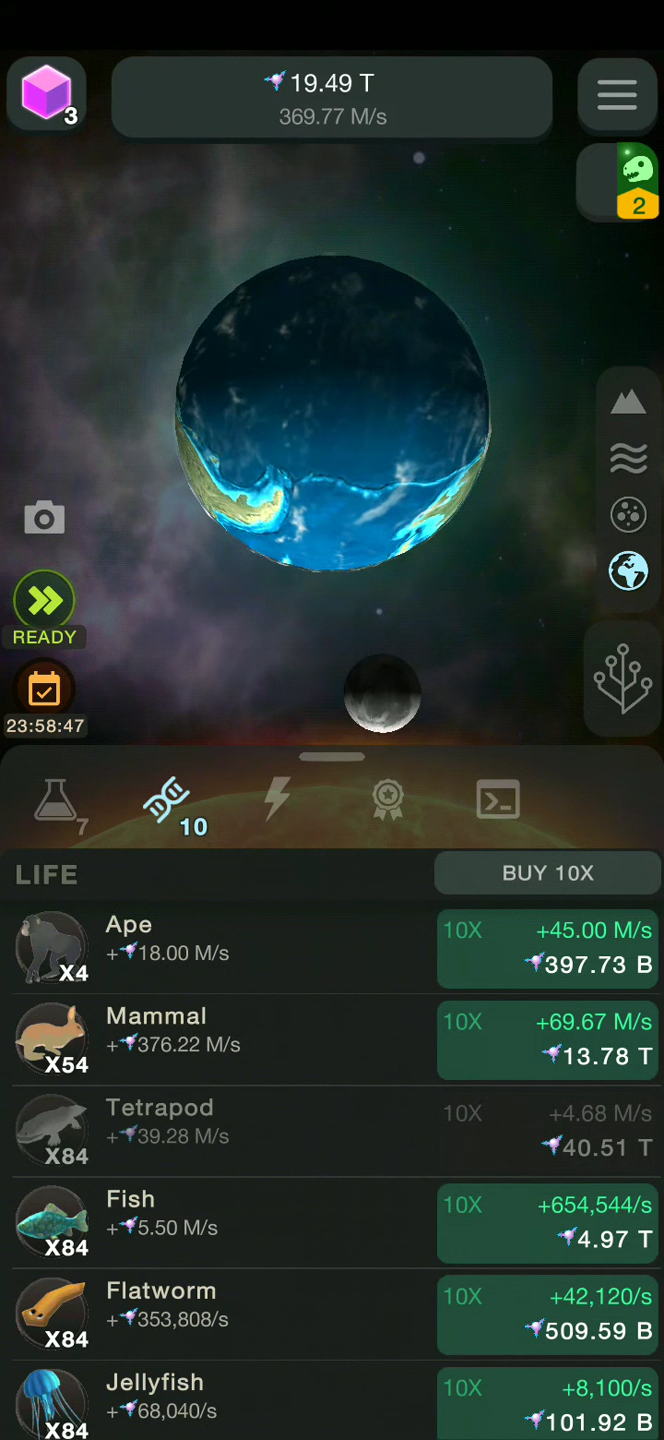 3
19.49 T
369.77 M/s
2
READY
23:58:47
7
10
LIFE
BUY 10X
Ape
+18.00 M/s
X4
10X
+45.00 M/s
397.73 B
Mammal
+376.22 M/s
X54
10X
+69.67 M/s
13.78 T
Tetrapod
+39.28 M/s
X84
10X
+4.68 M/s
40.51 T
Fish
+5.50 M/s
X84
10X
+654,544/s
4.97 T
Flatworm
+353,808/s
X84
10X
+42,120/s
509.59 B
Jellyfish
+68,040/s
X84
10X
+8,100/s
101.92 B